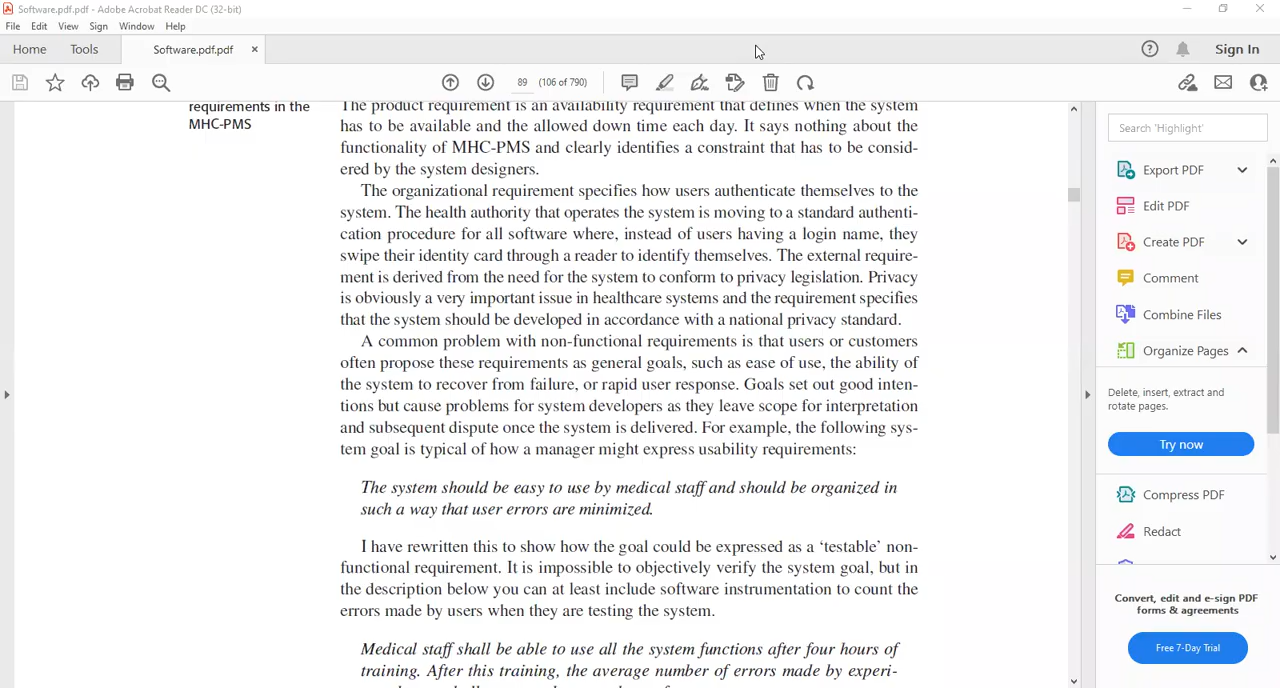 Software.pdf.pdf - Adobe Acrobat Reader DC (32-bit)
File Edit View Sign Window Help
Home Tools Software.pdf.pdf × Sign In
89 (106 of 790)
requirements in the
MHC-PMS
The product requirement is an availability requirement that defines when the system
has to be available and the allowed down time each day. It says nothing about the
functionality of MHC-PMS and clearly identifies a constraint that has to be consid-
ered by the system designers.
The organizational requirement specifies how users authenticate themselves to the
system. The health authority that operates the system is moving to a standard authenti-
cation procedure for all software where, instead of users having a login name, they
swipe their identity card through a reader to identify themselves. The external require-
ment is derived from the need for the system to conform to privacy legislation. Privacy
is obviously a very important issue in healthcare systems and the requirement specifies
that the system should be developed in accordance with a national privacy standard.
A common problem with non-functional requirements is that users or customers
often propose these requirements as general goals, such as ease of use, the ability of
the system to recover from failure, or rapid user response. Goals set out good inten-
tions but cause problems for system developers as they leave scope for interpretation
and subsequent dispute once the system is delivered. For example, the following sys-
tem goal is typical of how a manager might express usability requirements:
The system should be easy to use by medical staff and should be organized in
such a way that user errors are minimized.
I have rewritten this to show how the goal could be expressed as a ‘testable’ non-
functional requirement. It is impossible to objectively verify the system goal, but in
the description below you can at least include software instrumentation to count the
errors made by users when they are testing the system.
Medical staff shall be able to use all the system functions after four hours of
training. After this training, the average number of errors made by experi-
Search 'Highlight'
Export PDF
Edit PDF
Create PDF
Comment
Combine Files
Organize Pages
Delete, insert, extract and
rotate pages.
Try now
Compress PDF
Redact
Convert, edit and e-sign PDF
forms & agreements
Free 7-Day Trial